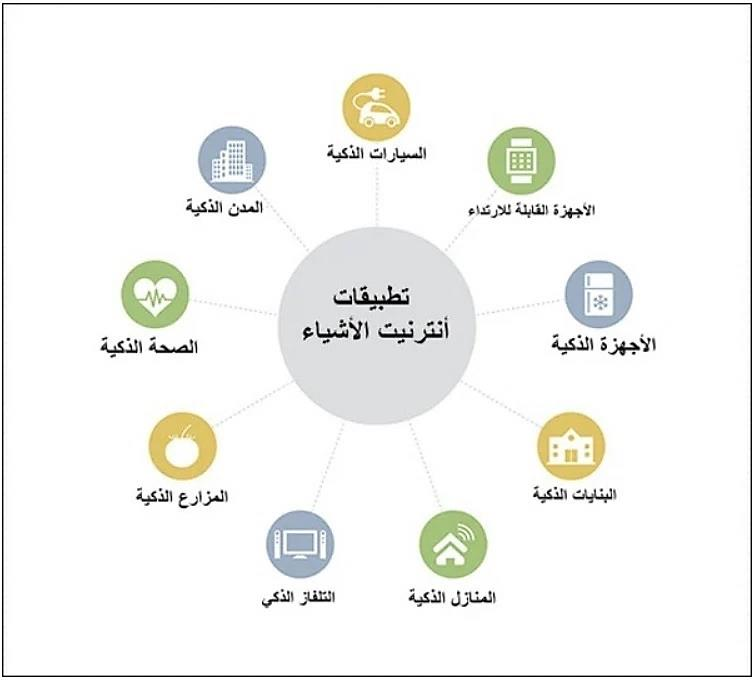 السيارات الذكية
الأجهزة القابلة للارتداء
المدن الذكية
تطبيقات
أنترنيت الأشياء
الأجهزة الذكية
الصحة الذكية
البنايات الذكية
المزارع الذكية
المنازل الذكية
التلفاز الذكي